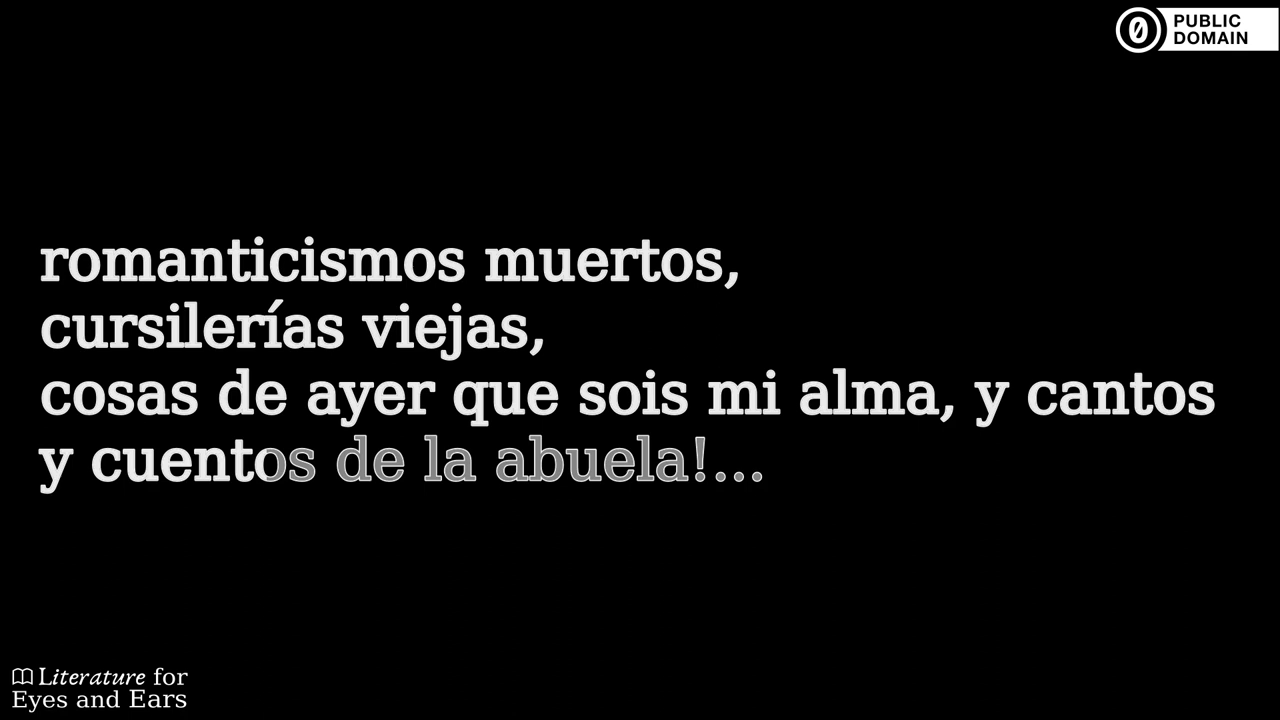 PUBLIC
DOMAIN
romanticismos muertos,
cursilerías viejas,
cosas de ayer que sois mi alma, y cantos
y cuentos de la abuela!...
Literature for
Eyes and Ears